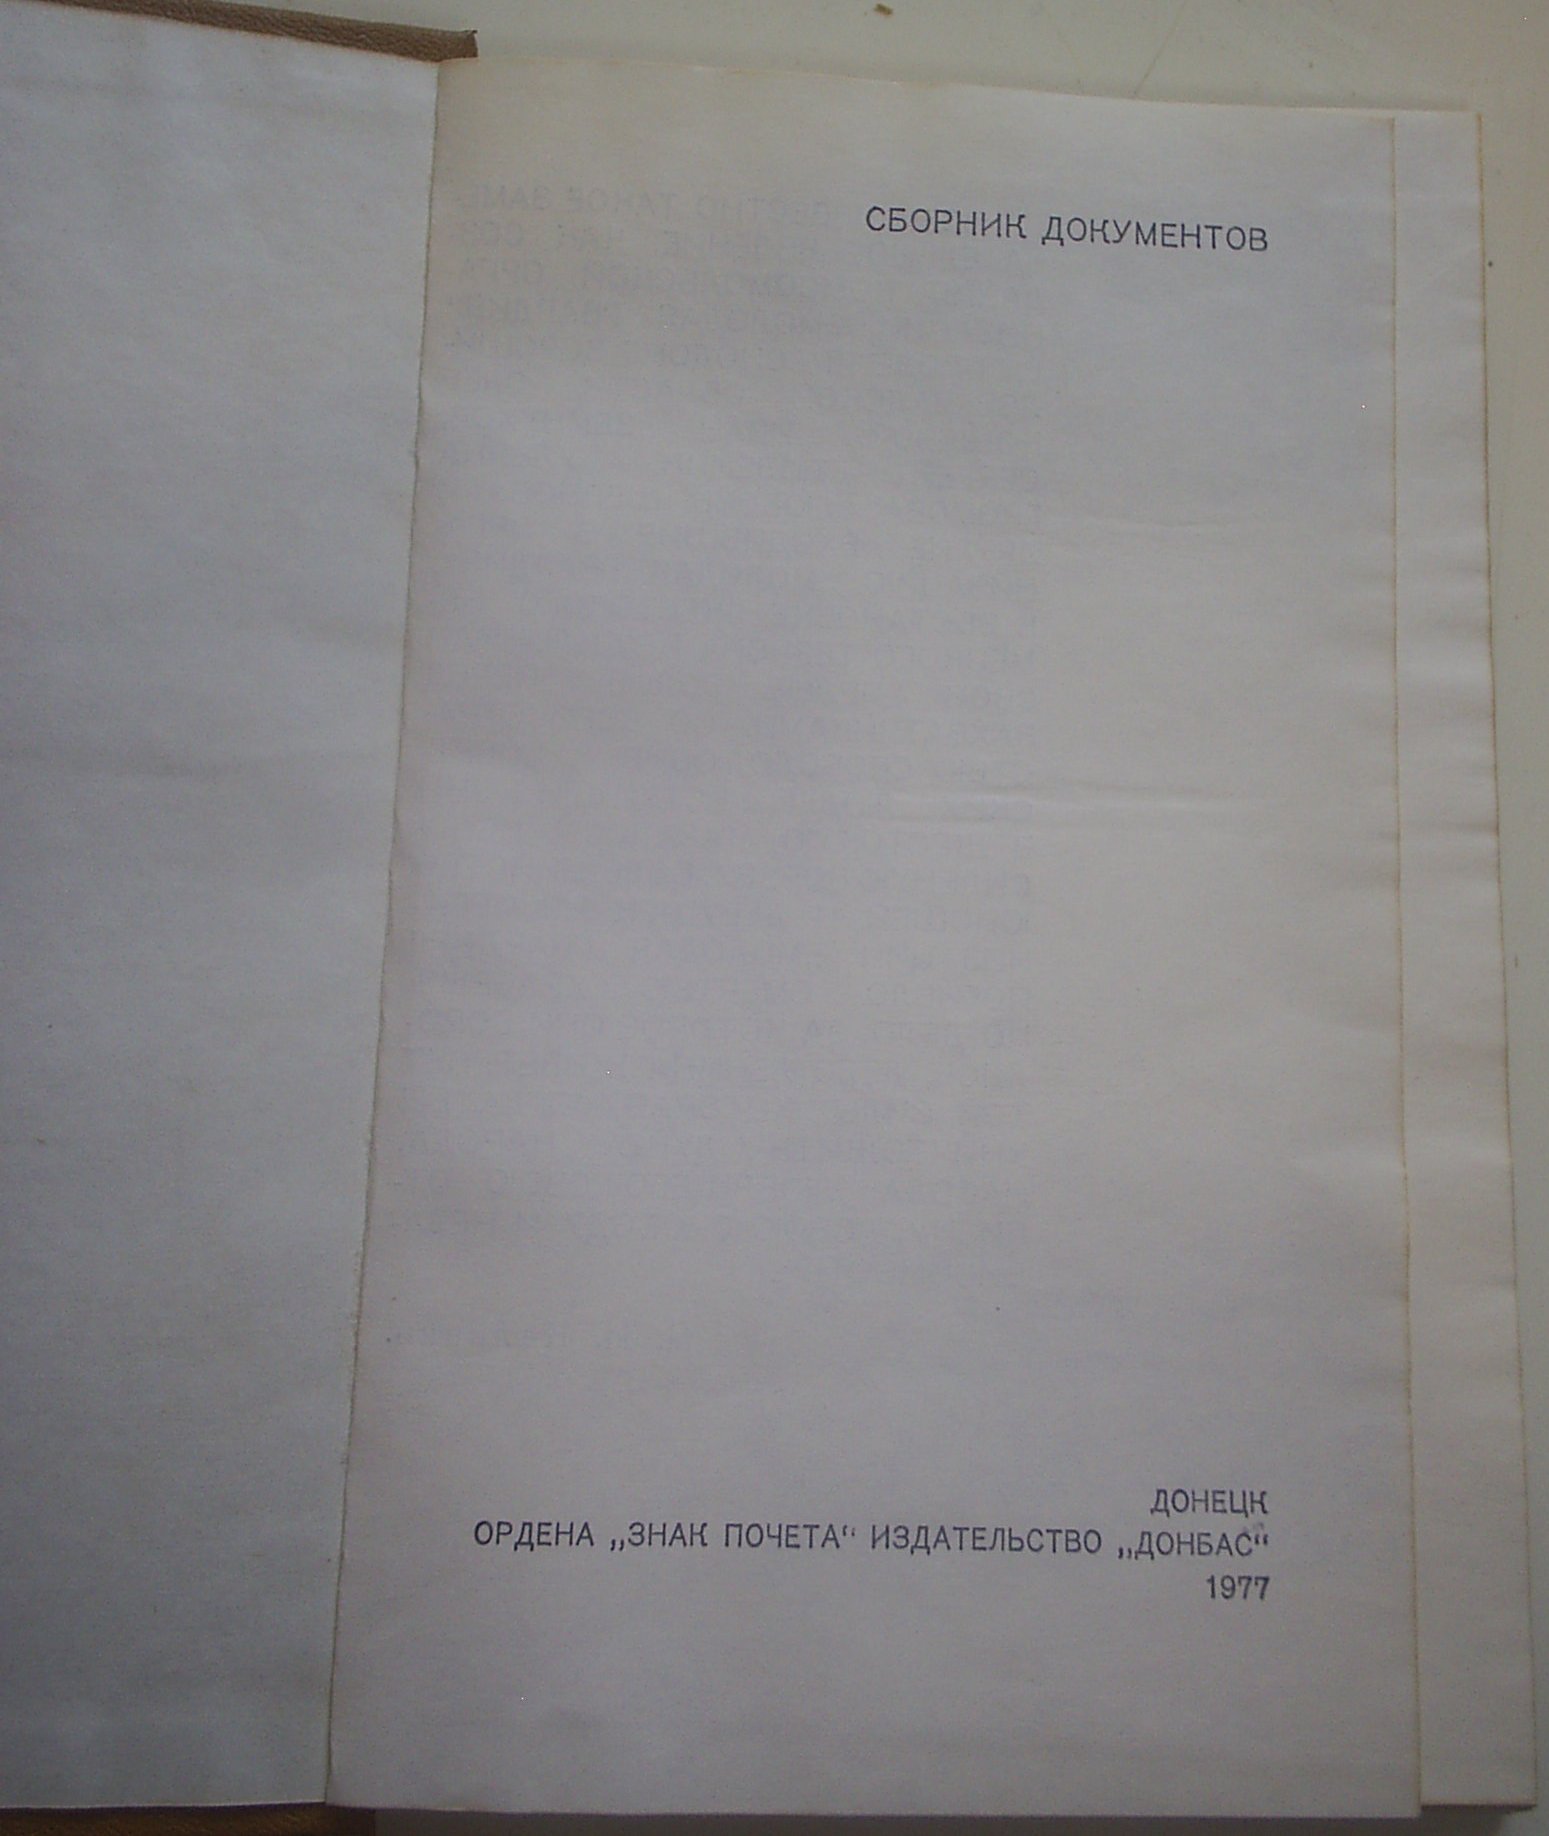 СБОРНИК ДОКУМЕНТОВ
ДОНЕЦК
ОРДЕНА „ЗНАК ПОЧЕТА“ ИЗДАТЕЛЬСТВО „ДОНБАС“
1977